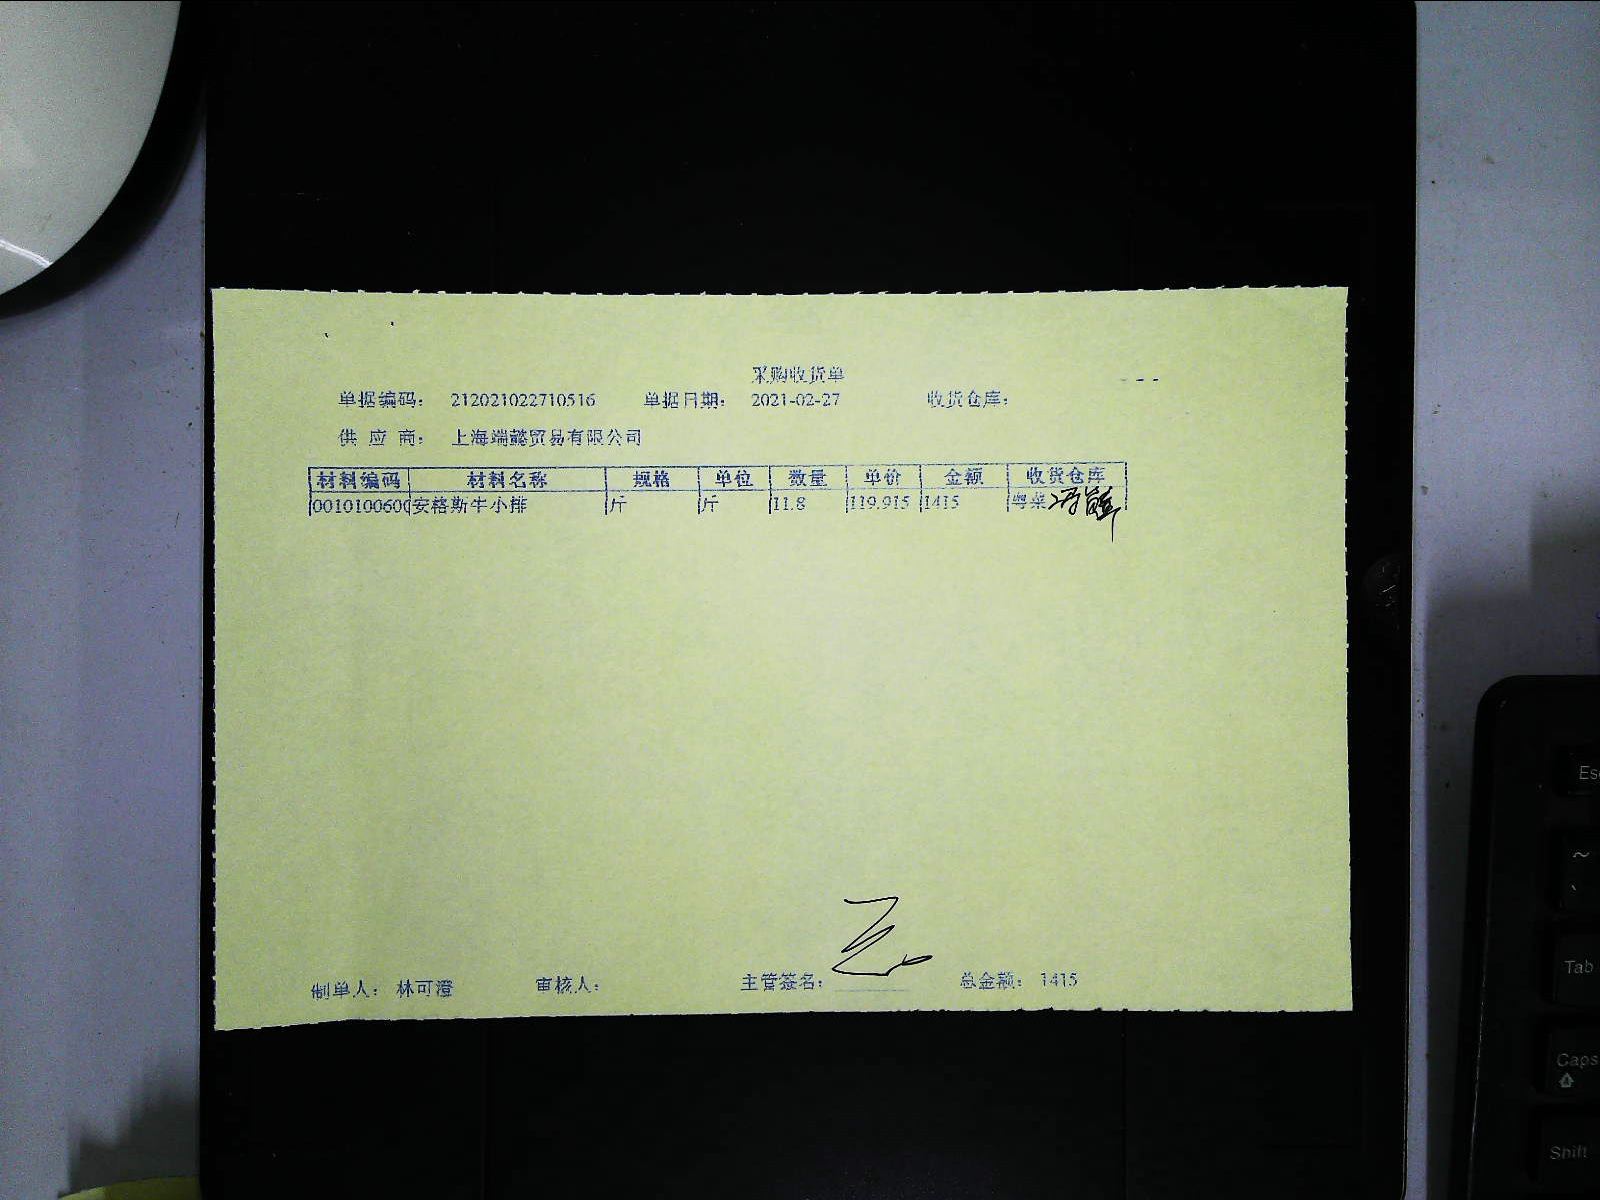 采购收货单
单据编码： 212021022710516 单据日期： 2021-02-27 收货仓库：
供 应 商： 上海端懿贸易有限公司
材料编码 材料名称 规格 单位 数量 单价 金额 收货仓库
0010100600 安格斯牛小排 斤 斤 11.8 119.915 1415 粤菜
制单人： 林可澄 审核人： 主管签名： 总金额： 1415
Esc
~
、
Tab
Caps
Shift